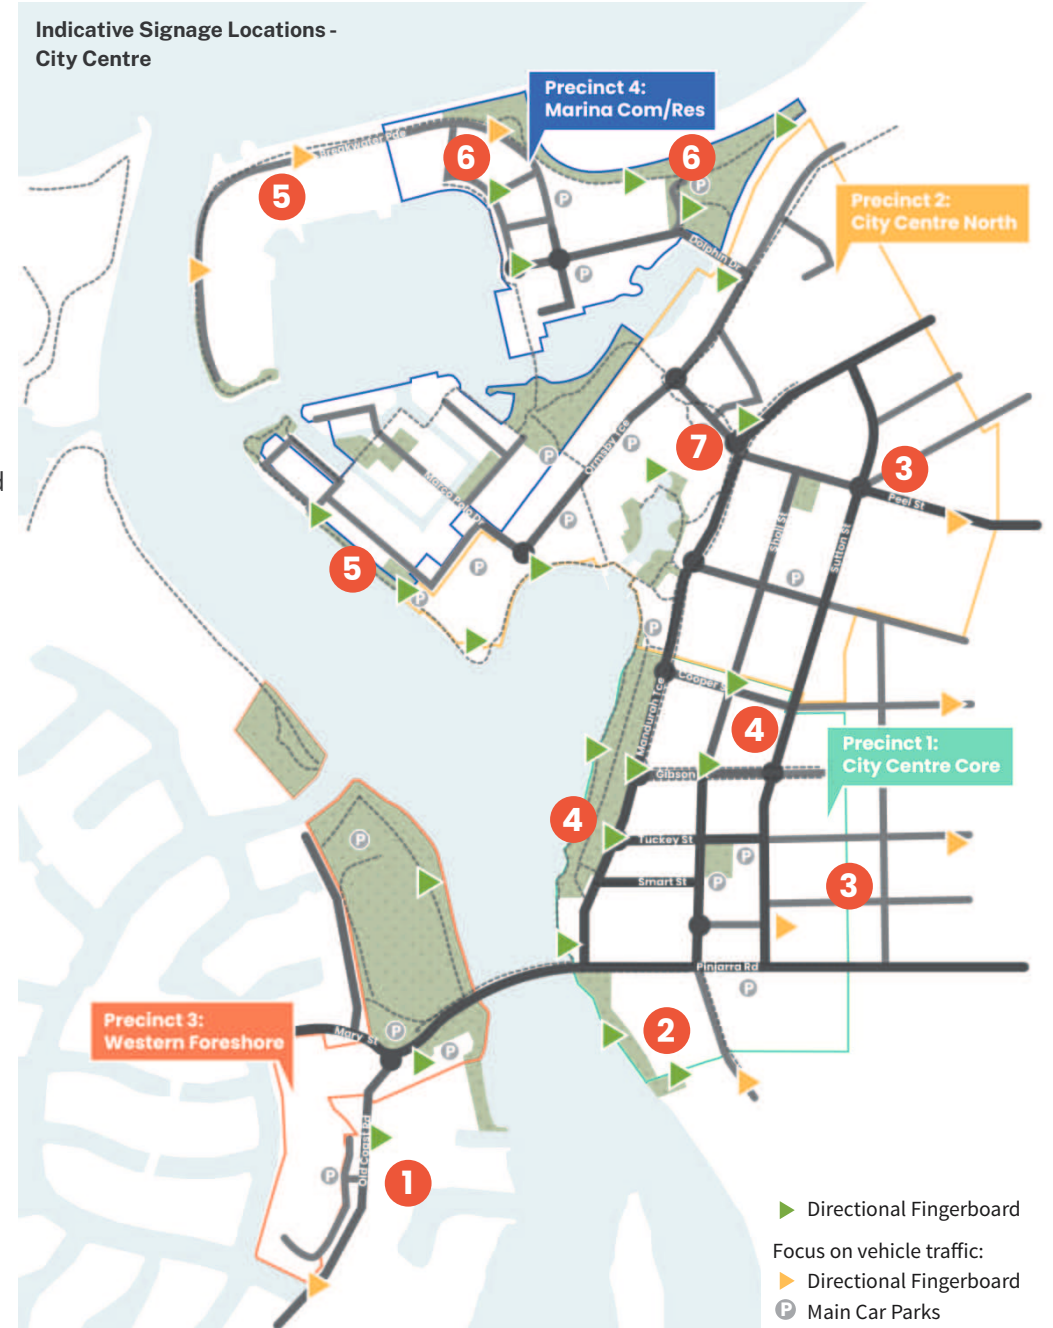 Indicative Signage Locations -
City Centre
Precinct 4:
Marina Com/Res
Breakwater Pde
6
6
P
5
P
Precinct 2:
City Centre North
Dolphin Dr
P
Ormsby Tce
P
7
P
3
Peel St
Marco Polo Dr
P
Sholl St
Sutton St
5
P
P
P
P
Cooper St
Mandurah Tce
4
Precinct 1:
City Centre Core
Gibson
4
Tuckey St
P
P
Smart St
P
3
Pinjarra Rd
P
Precinct 3:
Western Foreshore
Mary St
P
P
2
Old Coast Rd
P
1
Directional Fingerboard
Focus on vehicle traffic:
Directional Fingerboard
P Main Car Parks